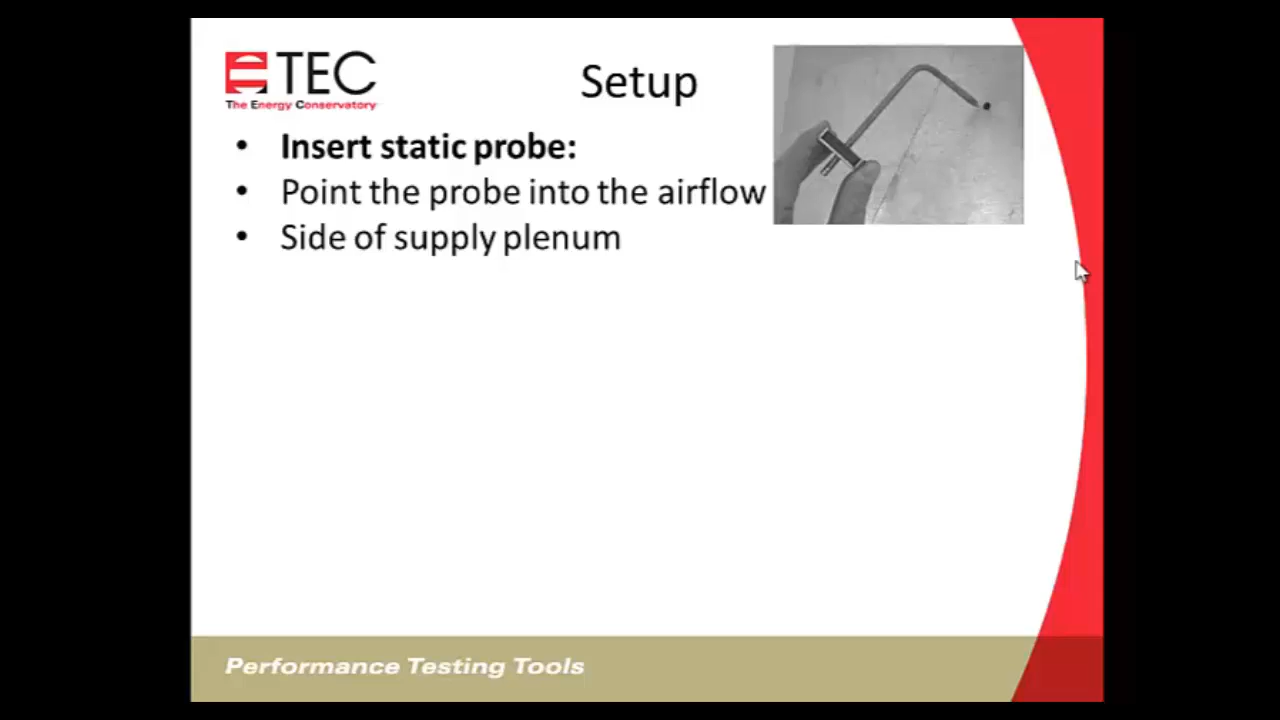 TEC
The Energy Conservatory
Setup
• Insert static probe:
• Point the probe into the airflow
• Side of supply plenum
Performance Testing Tools